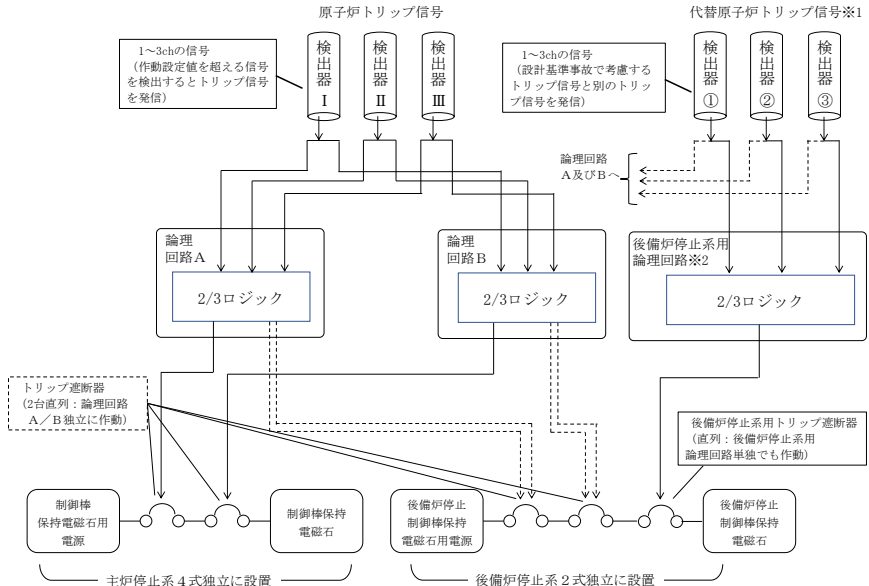 原子炉トリップ信号
代替原子炉トリップ信号※1
1～3chの信号
（作動設定値を超える信号
を検出するとトリップ信号
を発信）
検出器
Ⅰ
検出器
Ⅱ
検出器
Ⅲ
1～3chの信号
（設計基準事故で考慮する
トリップ信号と別のトリッ
プ信号を発信）
検出器
①
検出器
②
検出器
③
論理回路
A及びBへ
論理
回路A
2/3ロジック
論理
回路B
2/3ロジック
後備炉停止系用
論理回路※2
2/3ロジック
トリップ遮断器
(2台直列：論理回路
A／B独立に作動)
後備炉停止系用トリップ遮断器
（直列：後備炉停止系用
論理回路単独でも作動）
制御棒
保持電磁石用
電源
制御棒保持
電磁石
後備炉停止
制御棒保持
電磁石用電源
後備炉停止
制御棒保持
電磁石
主炉停止系４式独立に設置
後備炉停止系２式独立に設置